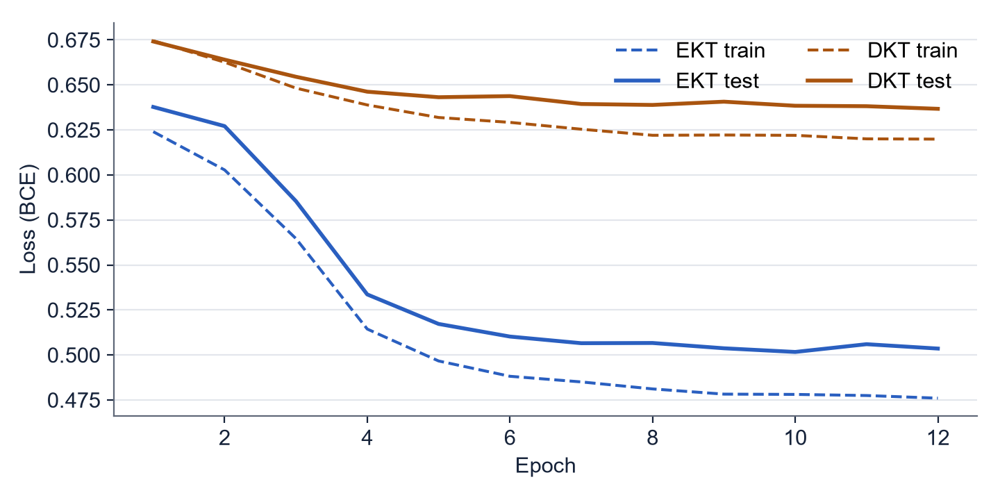 0.675
0.650
0.625
0.600
0.575
0.550
0.525
0.500
0.475
Loss (BCE)
EKT train
EKT test
DKT train
DKT test
2 4 6 8 10 12
Epoch